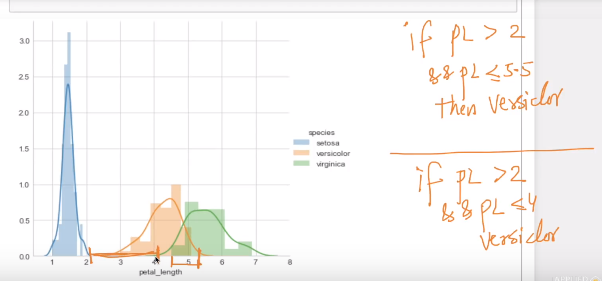 3.0
2.5
2.0
1.5
1.0
0.5
0.0
1 2 3 4 5 6 7 8
petal_length
species
setosa
versicolor
virginica
if PL > 2
&& PL ≤ 5-5
then Versiclor
if PL >2
&& PL ≤ 4
Versiclor